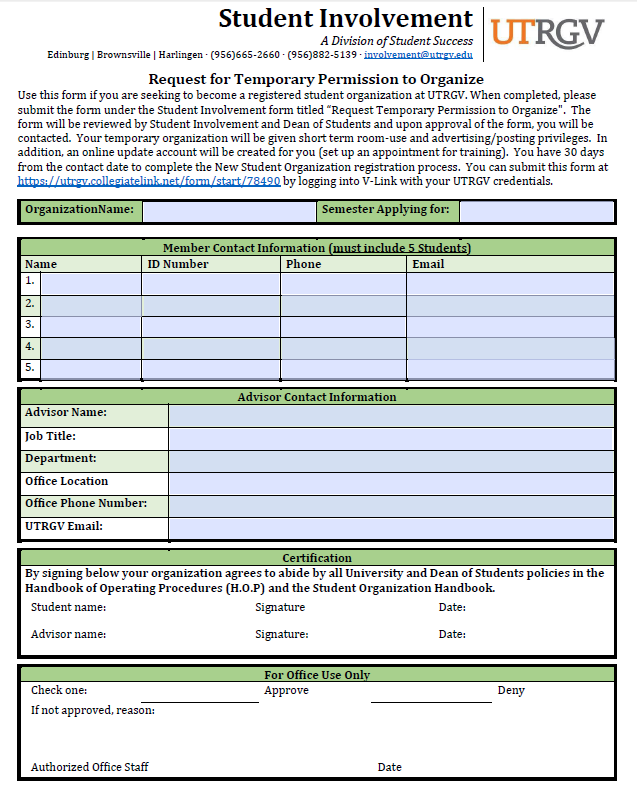 Student Involvement
UTRGV
A Division of Student Success
Edinburg | Brownsville | Harlingen · (956)665-2660 · (956)882-5139 · involvement@utrgv.edu
Request for Temporary Permission to Organize
Use this form if you are seeking to become a registered student organization at UTRGV. When completed, please
submit the form under the Student Involvement form titled "Request Temporary Permission to Organize". The
form will be reviewed by Student Involvement and Dean of Students and upon approval of the form, you will be
contacted. Your temporary organization will be given short term room-use and advertising/posting privileges. In
addition, an online update account will be created for you (set up an appointment for training). You have 30 days
from the contact date to complete the New Student Organization registration process. You can submit this form at
https://utrgv.collegiatelink.net/form/start/78490 by logging into V-Link with your UTRGV credentials.
OrganizationName: Semester Applying for:
Member Contact Information (must include 5 Students)
Name ID Number Phone Email
1.
2.
3.
4.
5.
Advisor Contact Information
Advisor Name:
Job Title:
Department:
Office Location
Office Phone Number:
UTRGV Email:
Certification
By signing below your organization agrees to abide by all University and Dean of Students policies in the
Handbook of Operating Procedures (H.O.P) and the Student Organization Handbook.
Student name: Signature Date:
Advisor name: Signature: Date:
For Office Use Only
Check one: Approve Deny
If not approved, reason:
Authorized Office Staff Date